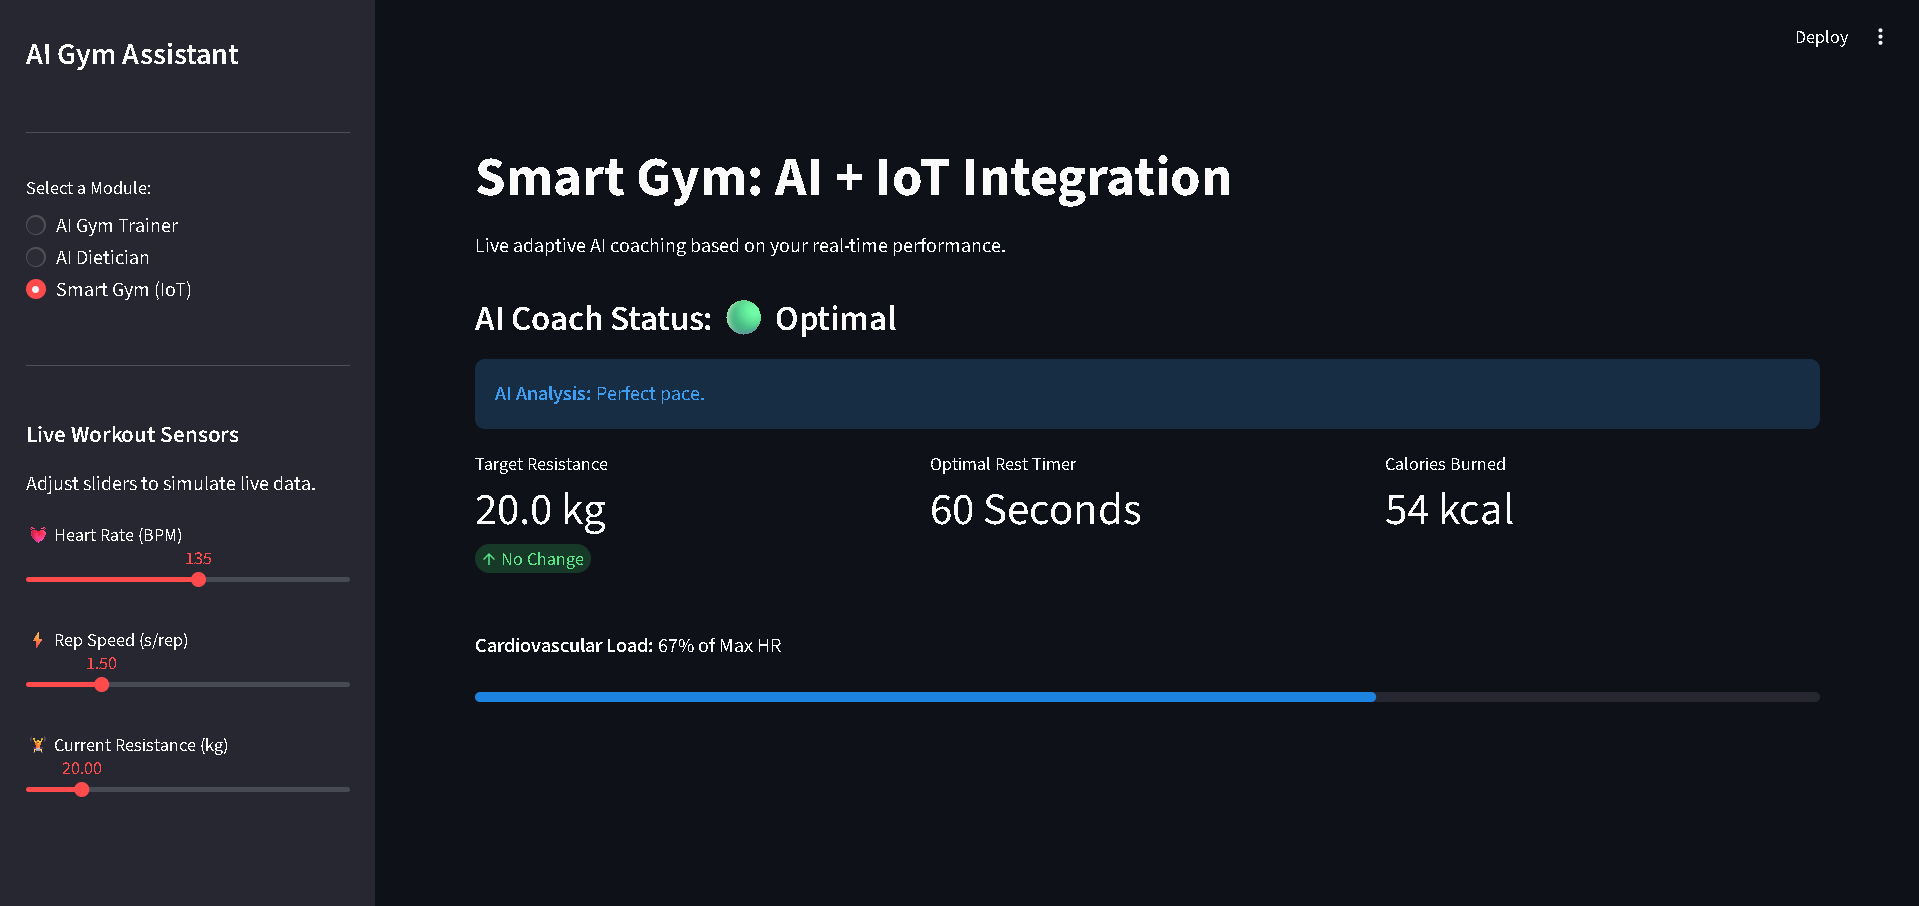 AI Gym Assistant
Select a Module:
AI Gym Trainer
AI Dietician
Smart Gym (IoT)
Live Workout Sensors
Adjust sliders to simulate live data.
💓 Heart Rate (BPM)
135
⚡ Rep Speed (s/rep)
1.50
🏋️ Current Resistance (kg)
20.00
Deploy
Smart Gym: AI + IoT Integration
Live adaptive AI coaching based on your real-time performance.
AI Coach Status: 🟢 Optimal
AI Analysis: Perfect pace.
Target Resistance
20.0 kg
↑ No Change
Optimal Rest Timer
60 Seconds
Calories Burned
54 kcal
Cardiovascular Load: 67% of Max HR